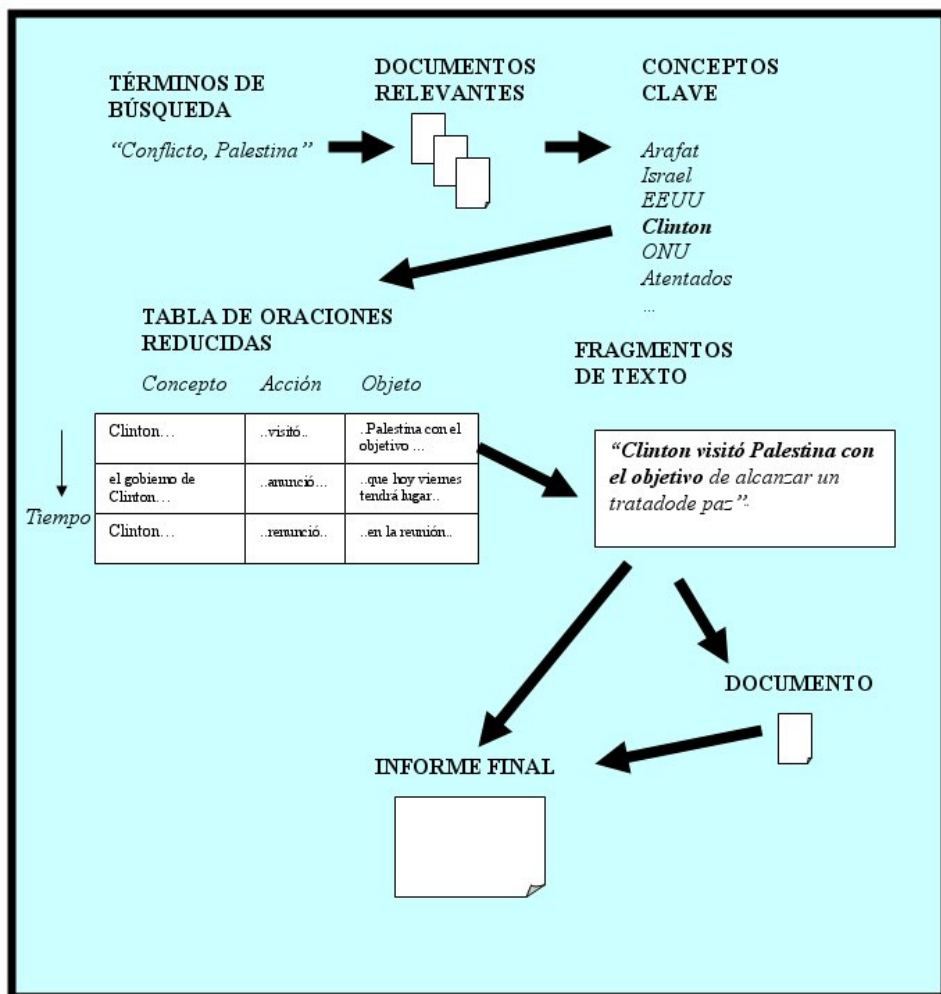 TÉRMINOS DE
BÚSQUEDA
“Conflicto, Palestina”
DOCUMENTOS
RELEVANTES
CONCEPTOS
CLAVE
Arafat
Israel
EEUU
Clinton
ONU
Atentados
...
TABLA DE ORACIONES
REDUCIDAS
Concepto Acción Objeto
Tiempo
Clinton… ..visitó.. ..Palestina con el
objetivo …
el gobierno de
Clinton… ..anunció… ..que hoy viernes
tendrá lugar..
Clinton… ..renunció.. ..en la reunión..
FRAGMENTOS
DE TEXTO
“Clinton visitó Palestina con
el objetivo de alcanzar un
tratadode paz”..
DOCUMENTO
INFORME FINAL